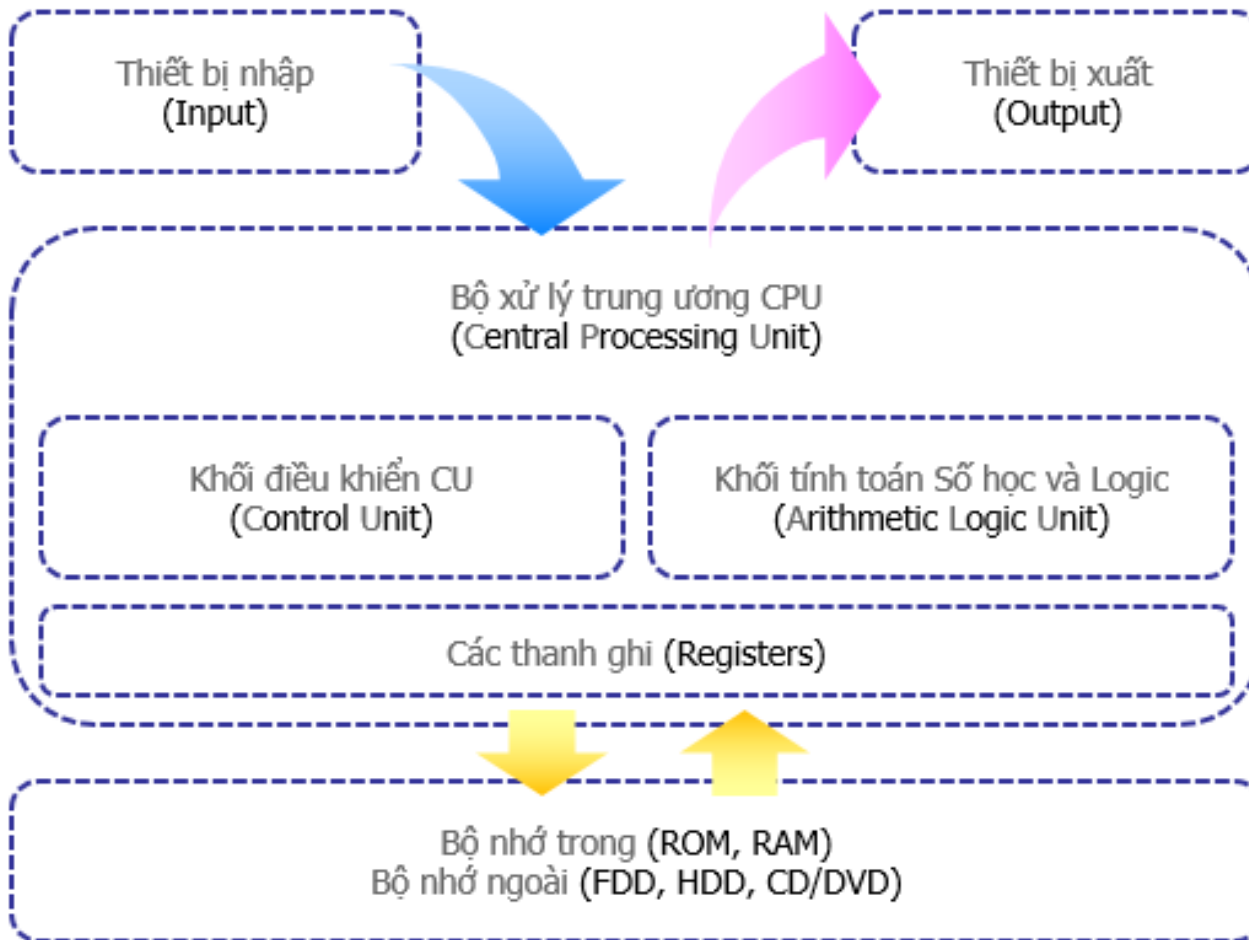 Thiết bị nhập
(Input)
Thiết bị xuất
(Output)
Bộ xử lý trung ương CPU
(Central Processing Unit)
Khối điều khiển CU
(Control Unit)
Khối tính toán Số học và Logic
(Arithmetic Logic Unit)
Các thanh ghi (Registers)
Bộ nhớ trong (ROM, RAM)
Bộ nhớ ngoài (FDD, HDD, CD/DVD)